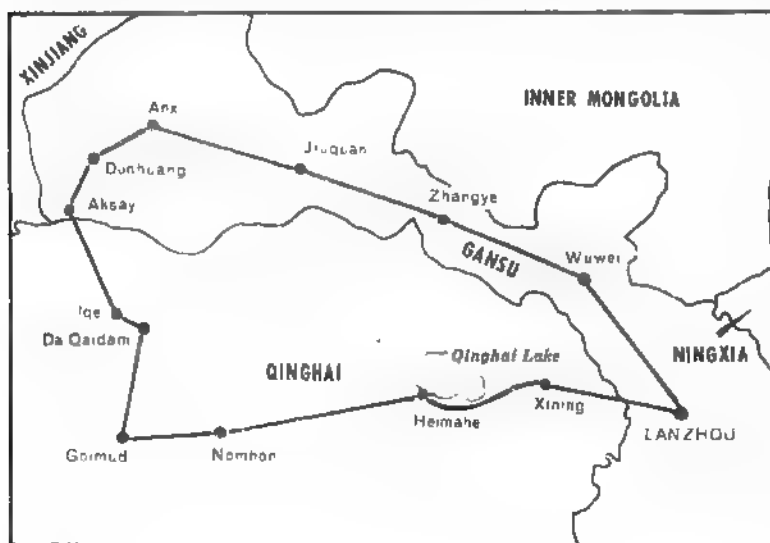 XINJIANG
INNER MONGOLIA
Anx
Jiuquan
Dunhuang
Aksay
Zhangye
GANSU
Wuwei
Iqe
Da Qaidam
QINGHAI
Qinghai Lake
NINGXIA
Heimahe
Xining
LANZHOU
Golmud
Nomhon